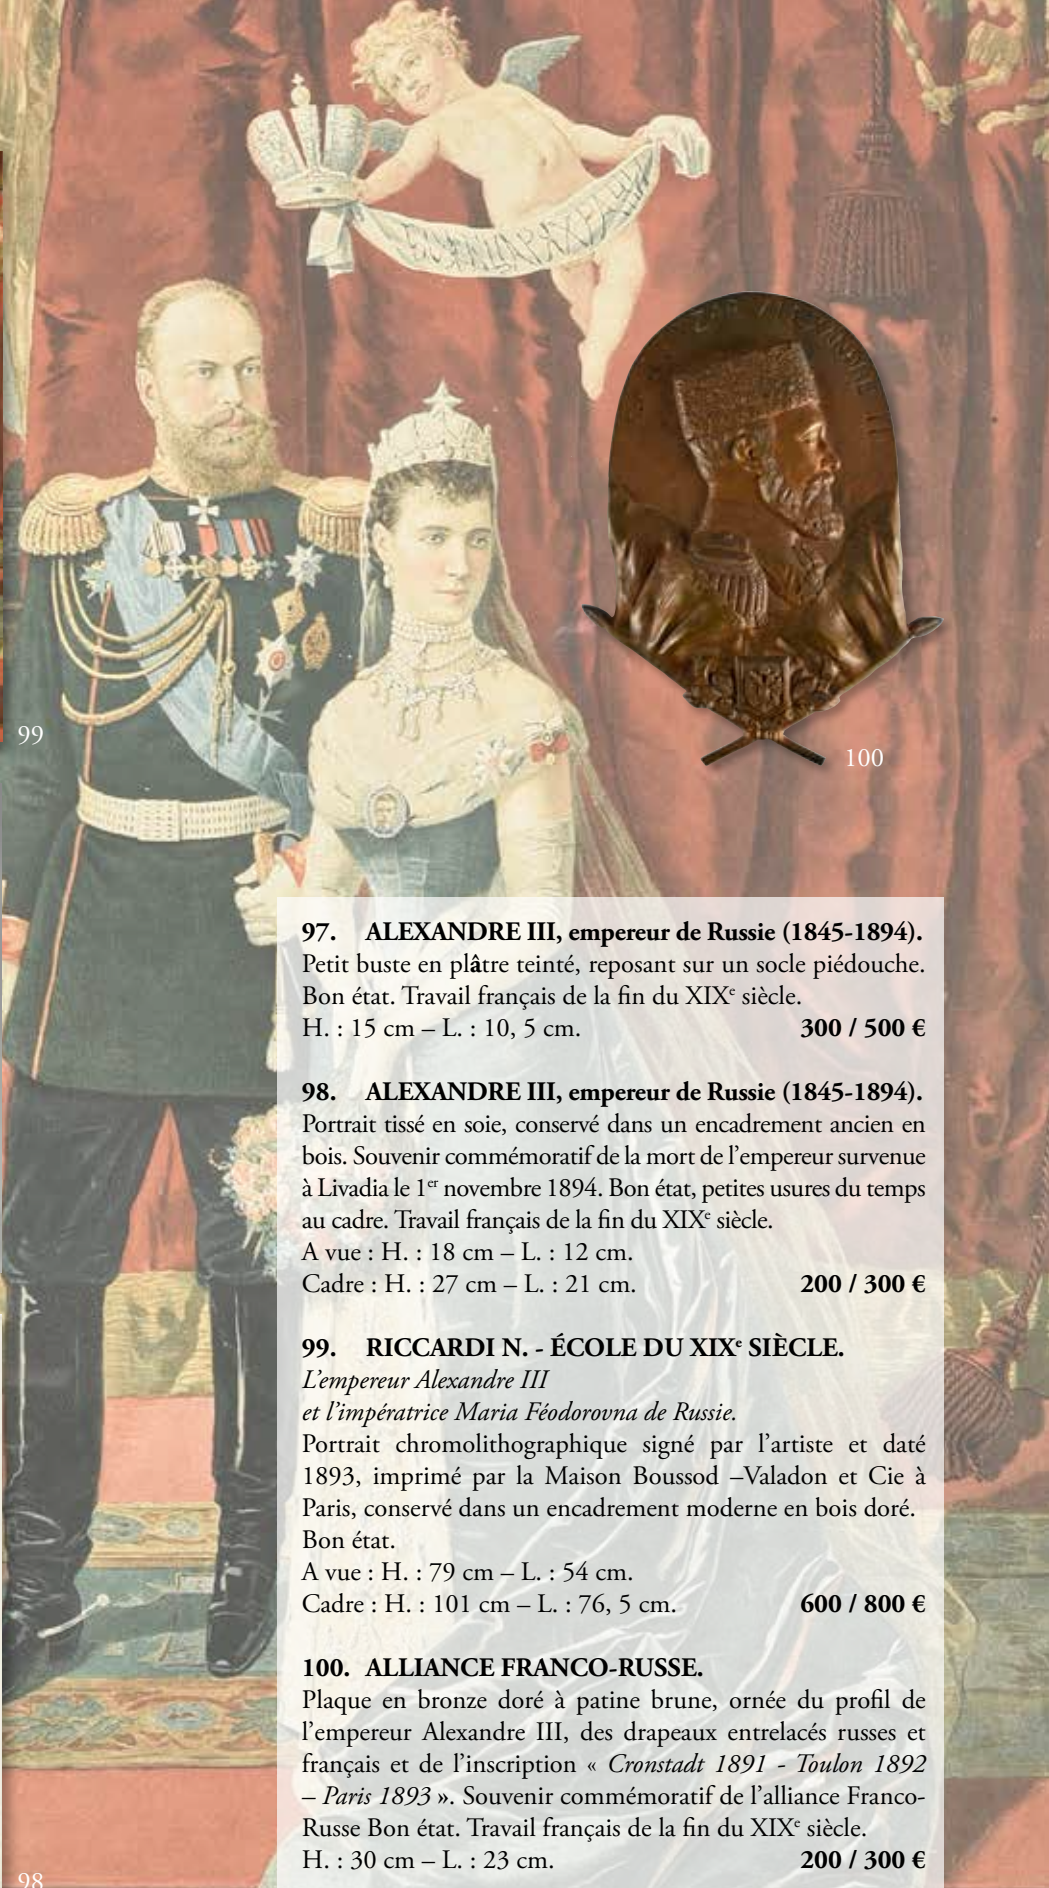 99
100
97. ALEXANDRE III, empereur de Russie (1845-1894).
Petit buste en plâtre teinté, reposant sur un socle piédouche.
Bon état. Travail français de la fin du XIXe siècle.
H. : 15 cm – L. : 10, 5 cm. 300 / 500 €
98. ALEXANDRE III, empereur de Russie (1845-1894).
Portrait tissé en soie, conservé dans un encadrement ancien en
bois. Souvenir commémoratif de la mort de l’empereur survenue
à Livadia le 1er novembre 1894. Bon état, petites usures du temps
au cadre. Travail français de la fin du XIXe siècle.
A vue : H. : 18 cm – L. : 12 cm.
Cadre : H. : 27 cm – L. : 21 cm. 200 / 300 €
99. RICCARDI N. - ÉCOLE DU XIXe SIÈCLE.
L’empereur Alexandre III
et l’impératrice Maria Féodorovna de Russie.
Portrait chromolithographique signé par l’artiste et daté
1893, imprimé par la Maison Boussod –Valadon et Cie à
Paris, conservé dans un encadrement moderne en bois doré.
Bon état.
A vue : H. : 79 cm – L. : 54 cm.
Cadre : H. : 101 cm – L. : 76, 5 cm. 600 / 800 €
100. ALLIANCE FRANCO-RUSSE.
Plaque en bronze doré à patine brune, ornée du profil de
l’empereur Alexandre III, des drapeaux entrelacés russes et
français et de l’inscription « Cronstadt 1891 - Toulon 1892
– Paris 1893 ». Souvenir commémoratif de l’alliance Franco-
Russe Bon état. Travail français de la fin du XIXe siècle.
H. : 30 cm – L. : 23 cm. 200 / 300 €
98